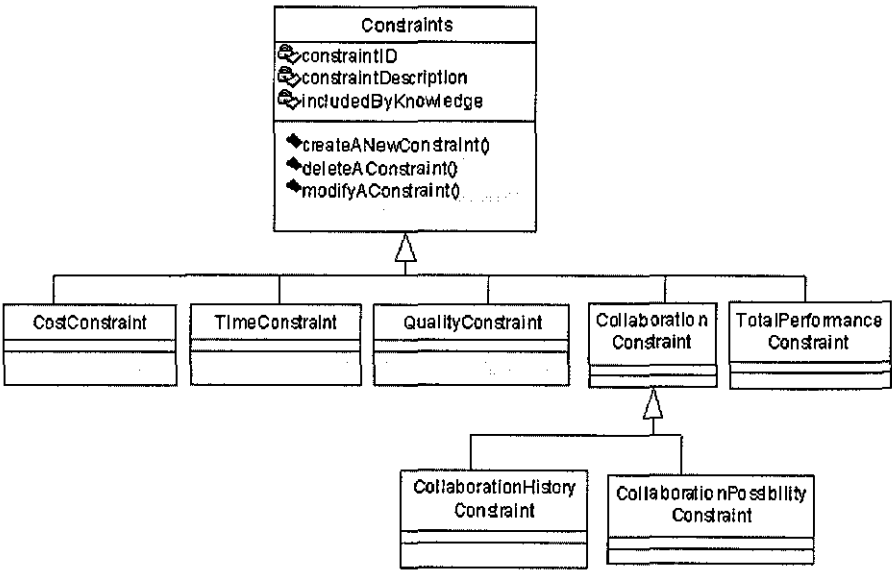 Constraints
constraintID
constraintDescription
includedByKnowledge
createANewConstraint()
deleteAConstraint()
modifyAConstraint()
CostConstraint
TimeConstraint
QualityConstraint
Collaboration
Constraint
TotalPerformance
Constraint
CollaborationHistory
Constraint
CollaborationPossibility
Constraint